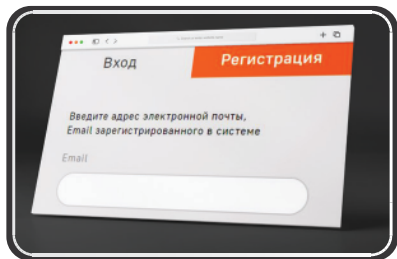 Вход
Регистрация
Введите адрес электронной почты,
Email зарегистрированного в системе
Email